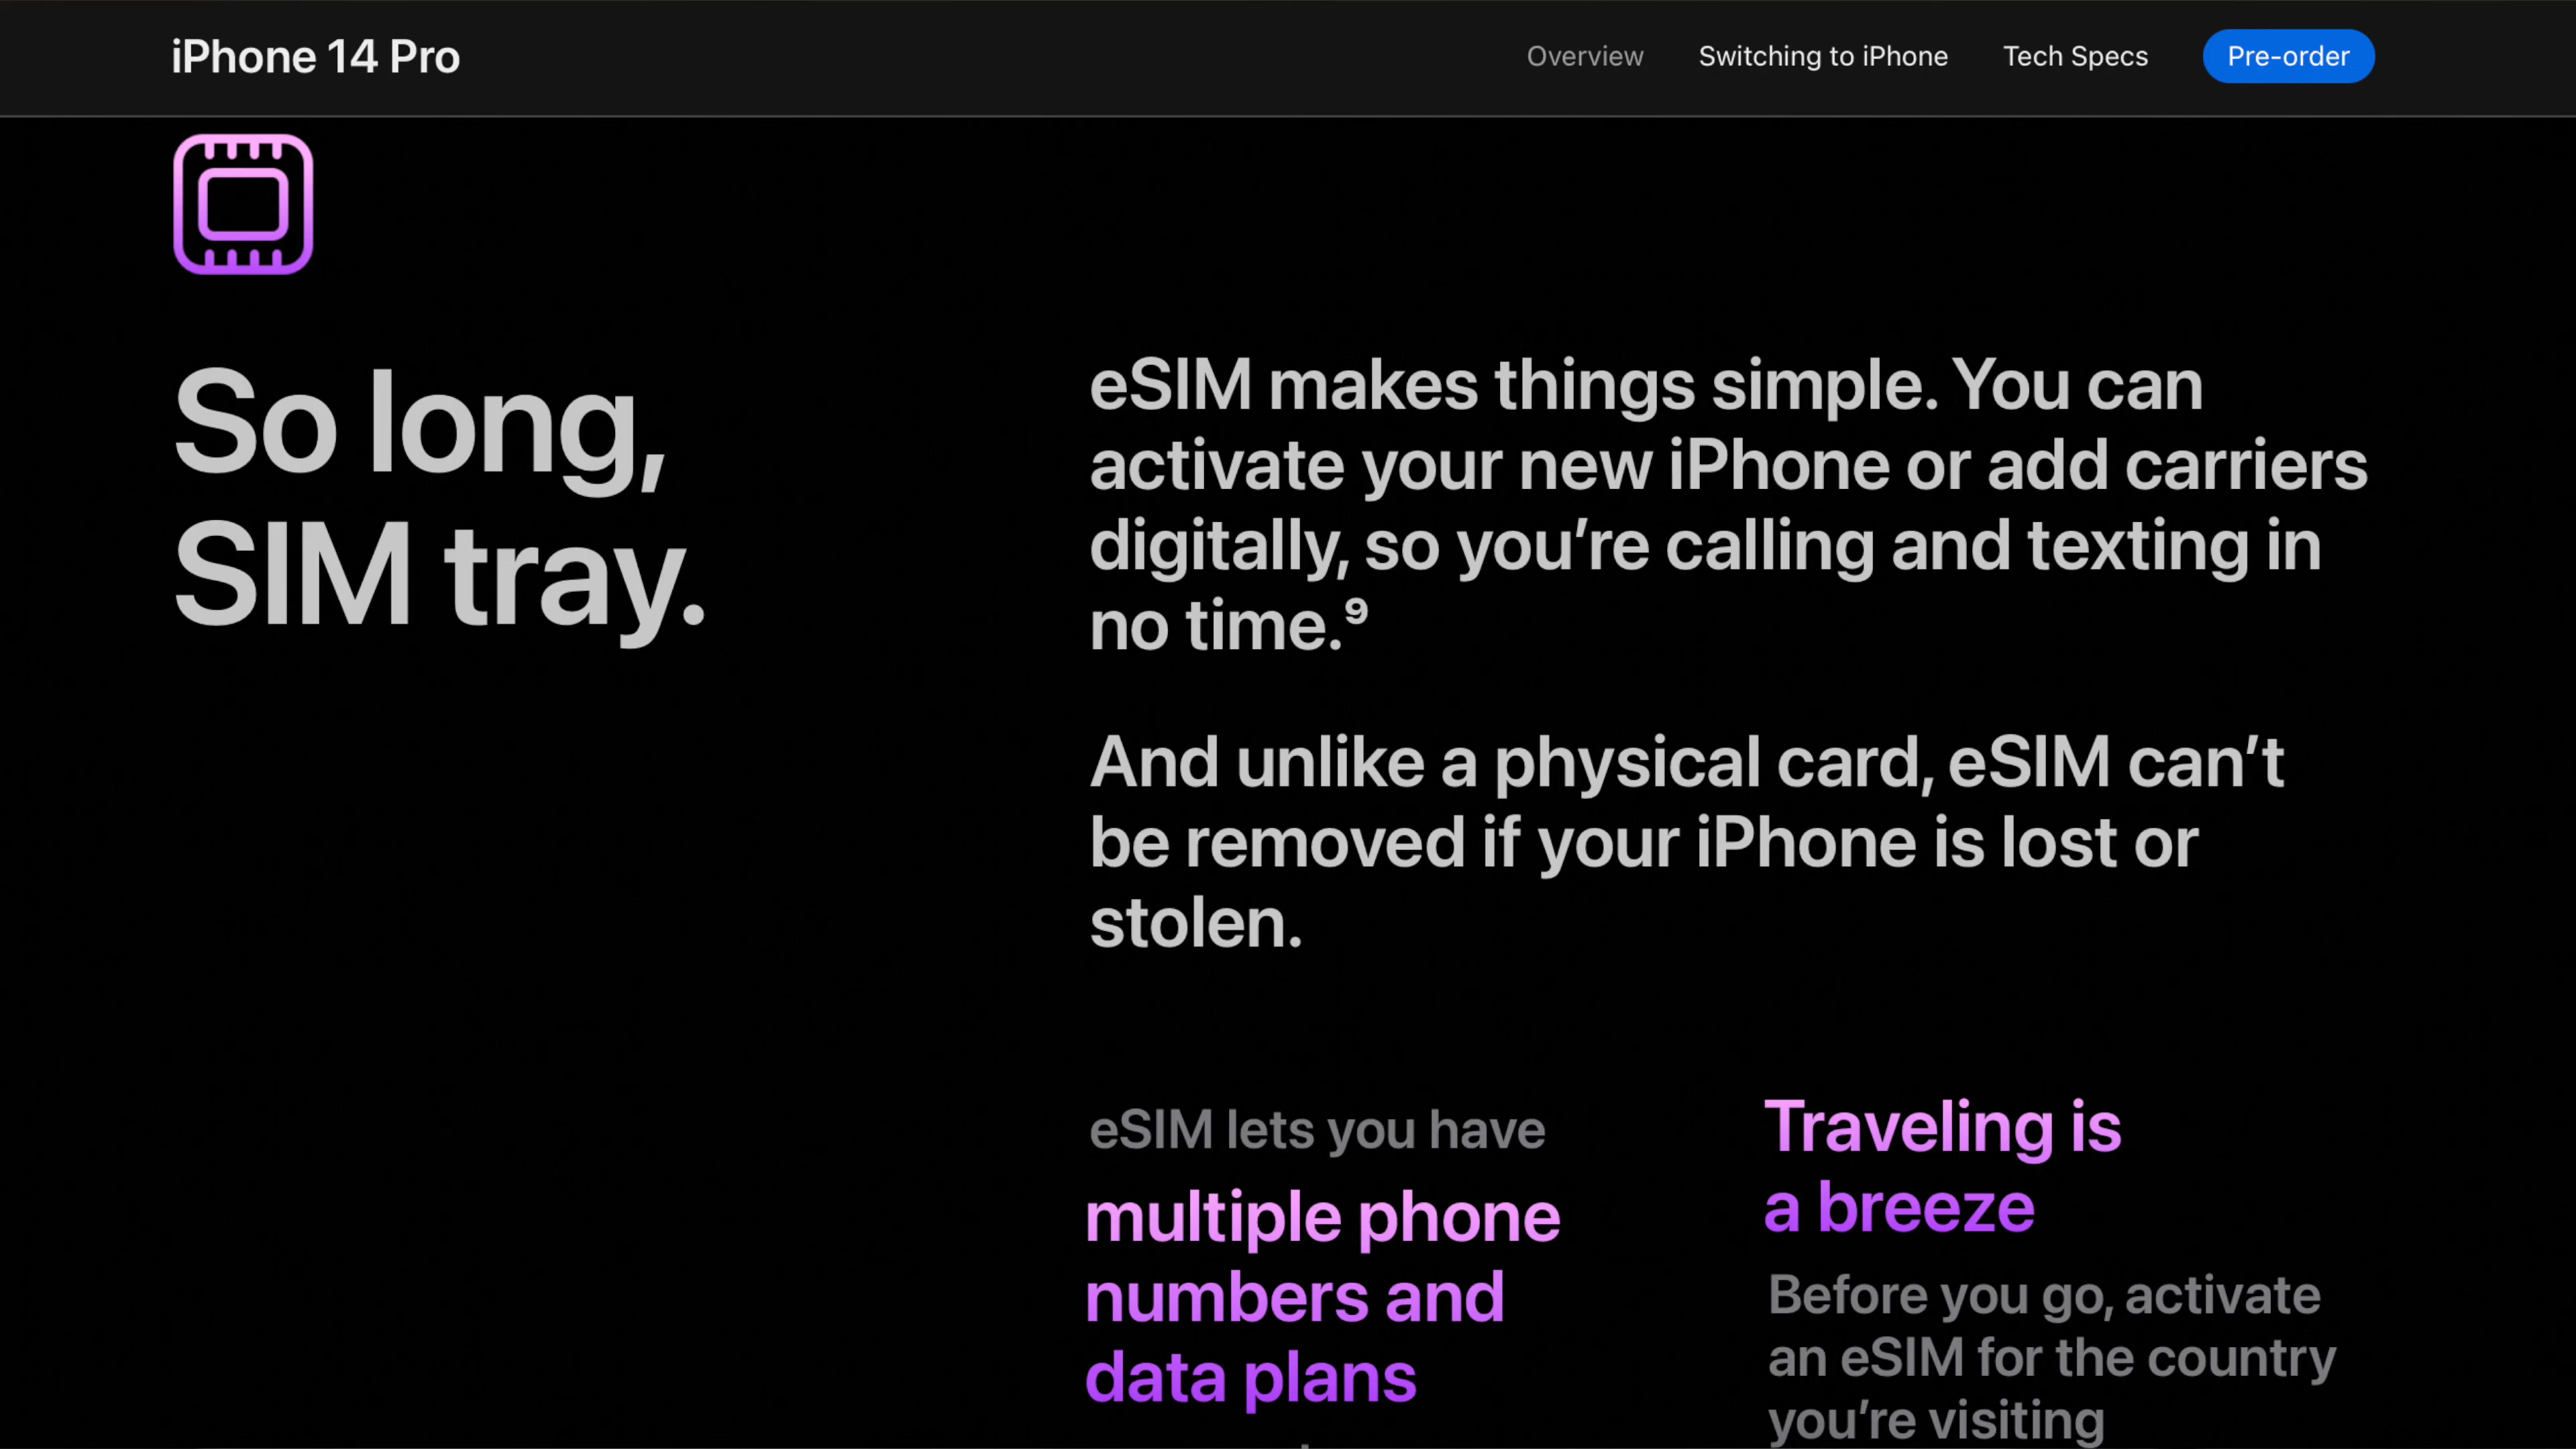 iPhone 14 Pro
Overview
Switching to iPhone
Tech Specs
Pre-order
So long,
SIM tray.
eSIM makes things simple. You can
activate your new iPhone or add carriers
digitally, so you’re calling and texting in
no time.⁹
And unlike a physical card, eSIM can’t
be removed if your iPhone is lost or
stolen.
eSIM lets you have
multiple phone
numbers and
data plans
Traveling is
a breeze
Before you go, activate
an eSIM for the country
you’re visiting